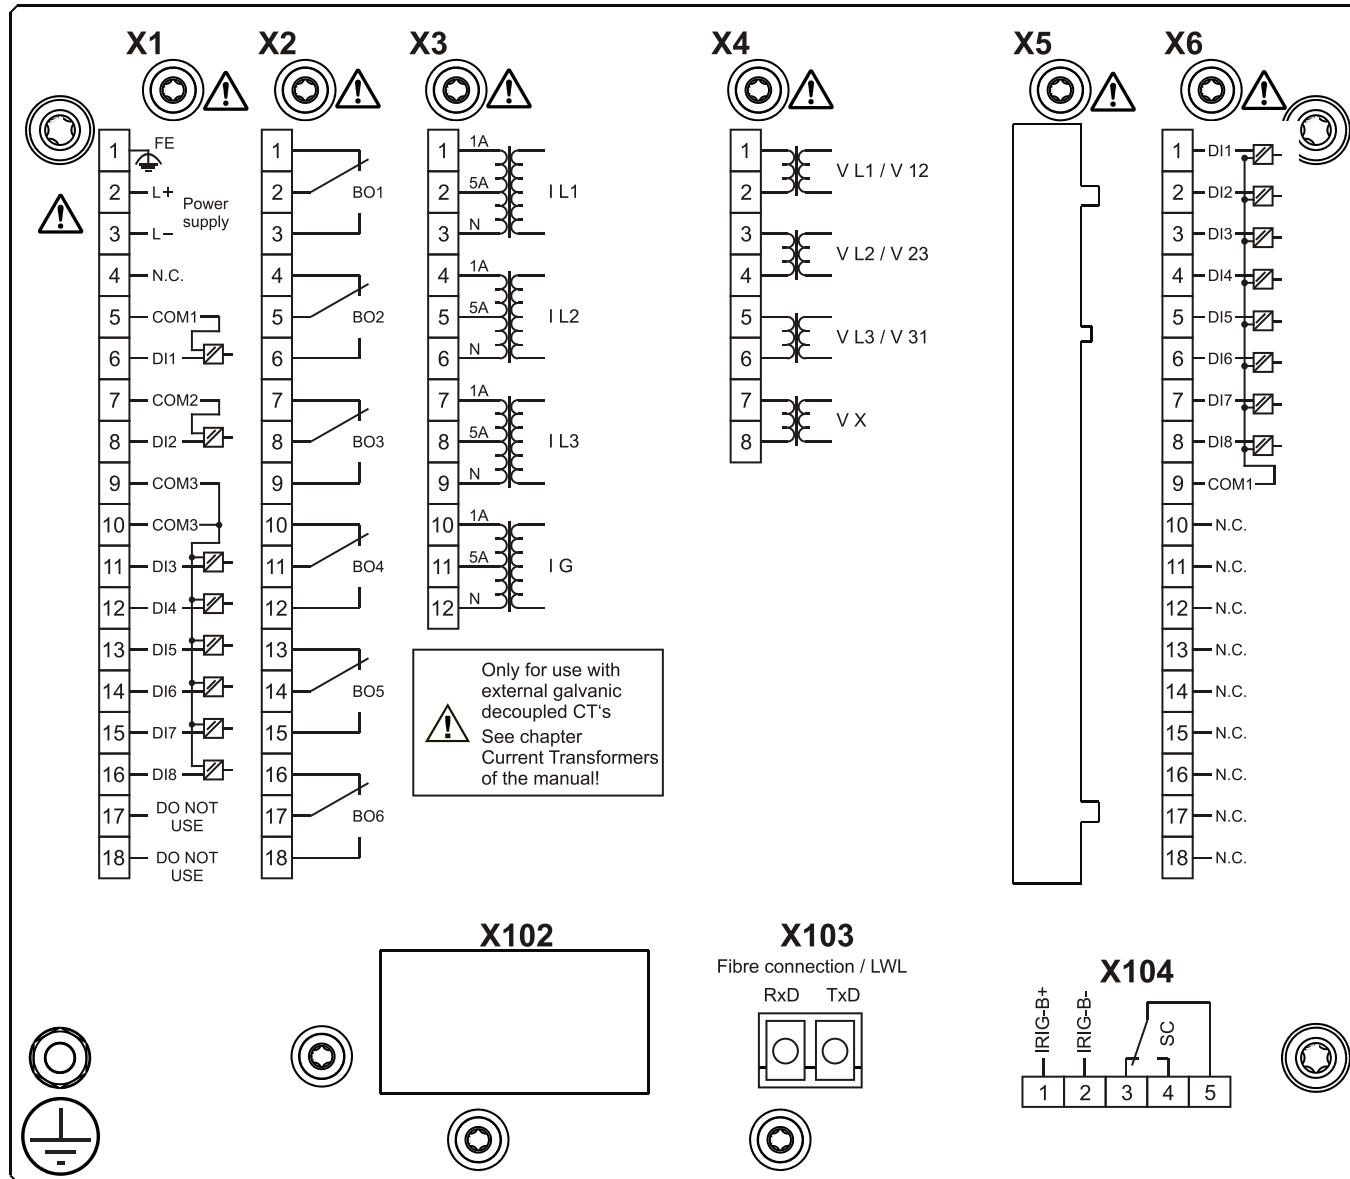 X1
X2
X3
X4
X5
X6
1 FE
2 L+
Power
supply
3 L–
4 N.C.
5 COM1
6 DI1
7 COM2
8 DI2
9 COM3
10 COM3
11 DI3
12 DI4
13 DI5
14 DI6
15 DI7
16 DI8
17 DO NOT
USE
18 DO NOT
USE
1
2 BO1
3
4
5 BO2
6
7
8 BO3
9
10
11 BO4
12
13
14 BO5
15
16
17 BO6
18
1 1A
2 5A I L1
3 N
4 1A
5 5A I L2
6 N
7 1A
8 5A I L3
9 N
10 1A
11 5A I G
12 N
Only for use with
external galvanic
decoupled CT‘s
See chapter
Current Transformers
of the manual!
1
V L1 / V 12
2
3
V L2 / V 23
4
5
V L3 / V 31
6
7
V X
8
1 DI1
2 DI2
3 DI3
4 DI4
5 DI5
6 DI6
7 DI7
8 DI8
9 COM1
10 N.C.
11 N.C.
12 N.C.
13 N.C.
14 N.C.
15 N.C.
16 N.C.
17 N.C.
18 N.C.
X102
X103
Fibre connection / LWL
RxD TxD
X104
IRIG-B+
IRIG-B-
SC
1 2 3 4 5